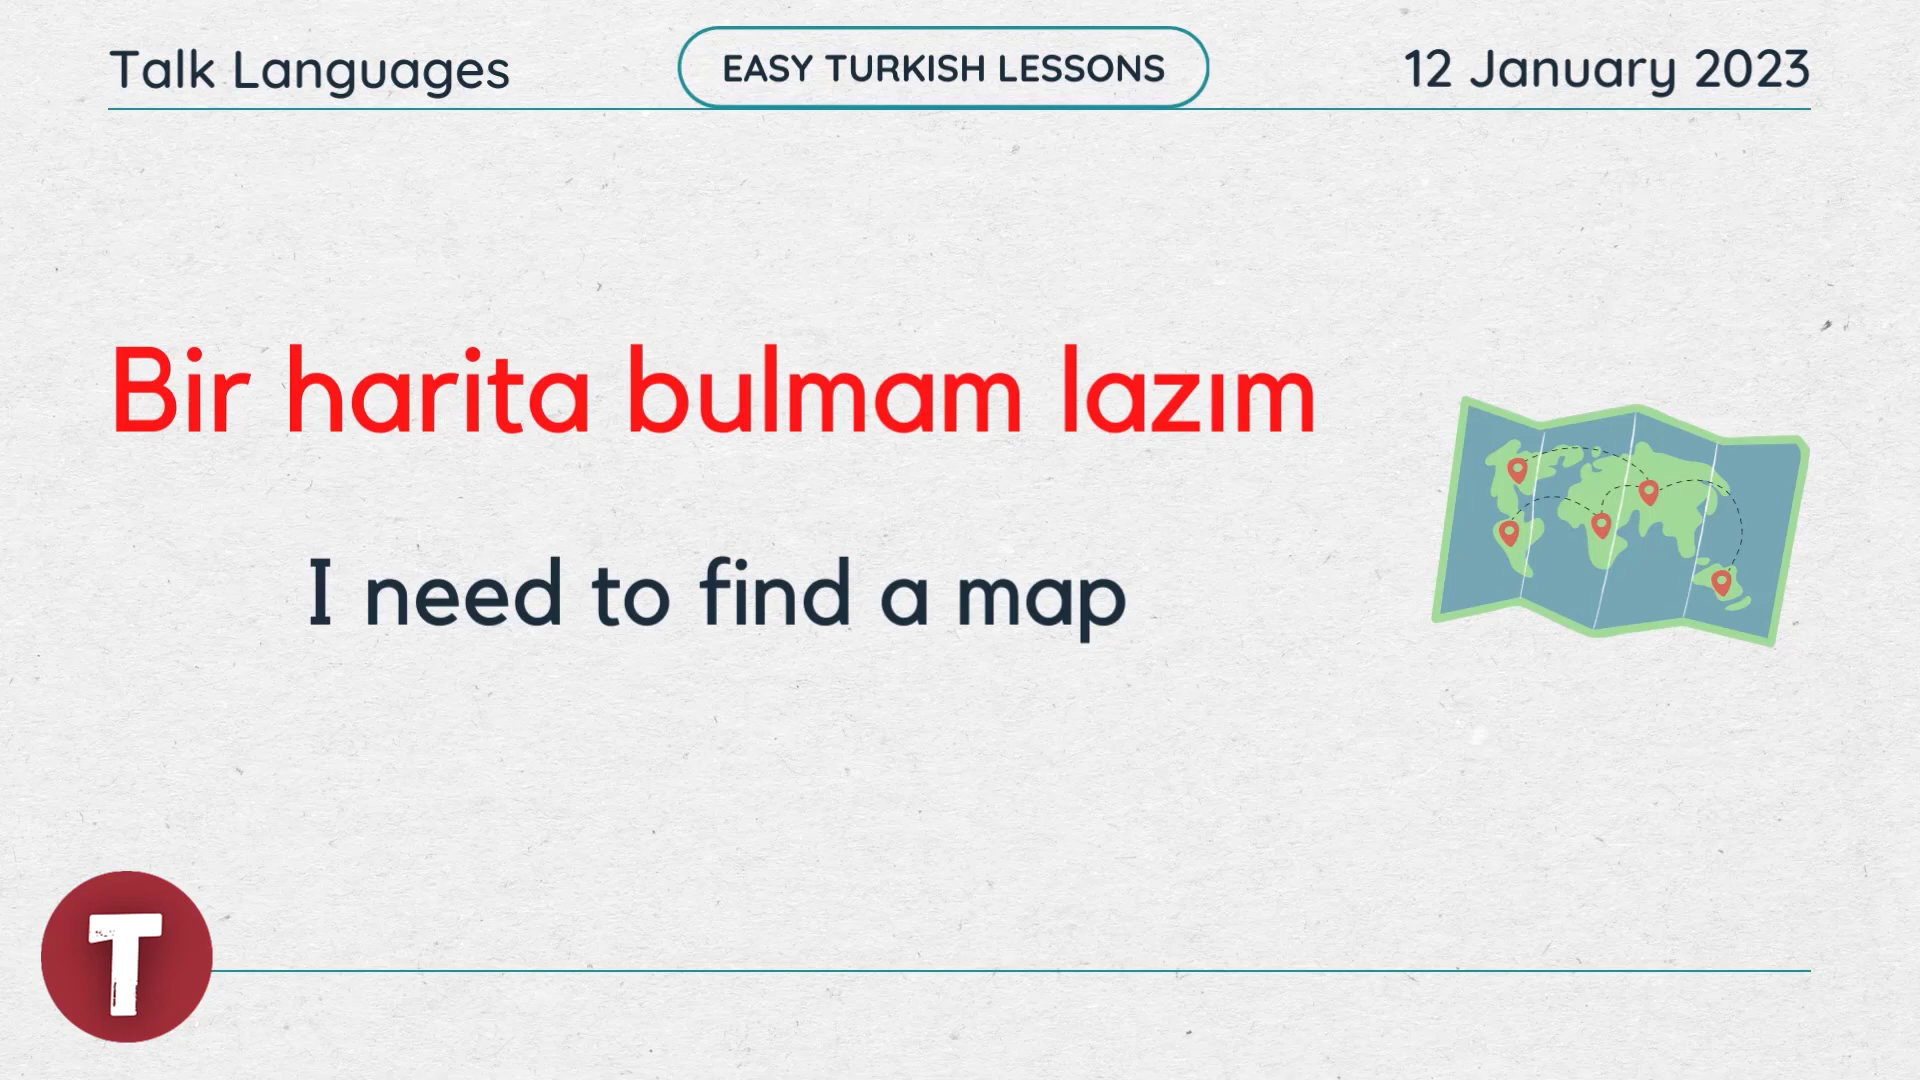 Talk Languages
EASY TURKISH LESSONS
12 January 2023
Bir harita bulmam lazım
I need to find a map
T